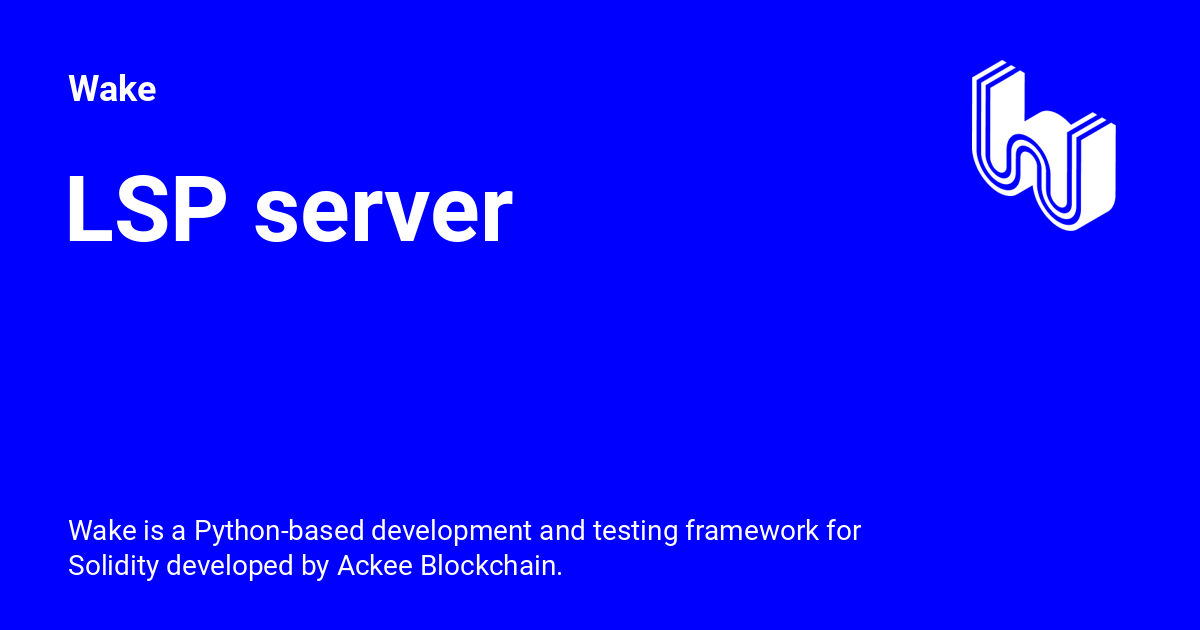 Wake
LSP server
Wake is a Python-based development and testing framework for
Solidity developed by Ackee Blockchain.